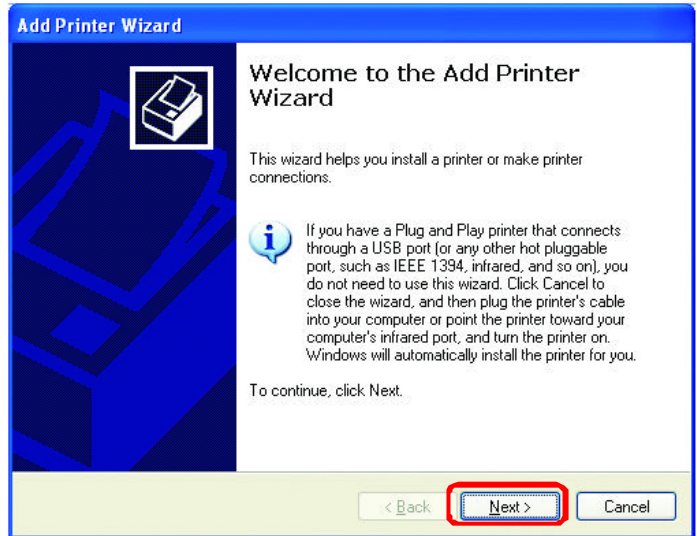 Add Printer Wizard
Welcome to the Add Printer
Wizard
This wizard helps you install a printer or make printer
connections.
If you have a Plug and Play printer that connects
through a USB port (or any other hot pluggable
port, such as IEEE 1394, infrared, and so on), you
do not need to use this wizard. Click Cancel to
close the wizard, and then plug the printer's cable
into your computer or point the printer toward your
computer's infrared port, and turn the printer on.
Windows will automatically install the printer for you.
To continue, click Next.
< Back Next > Cancel